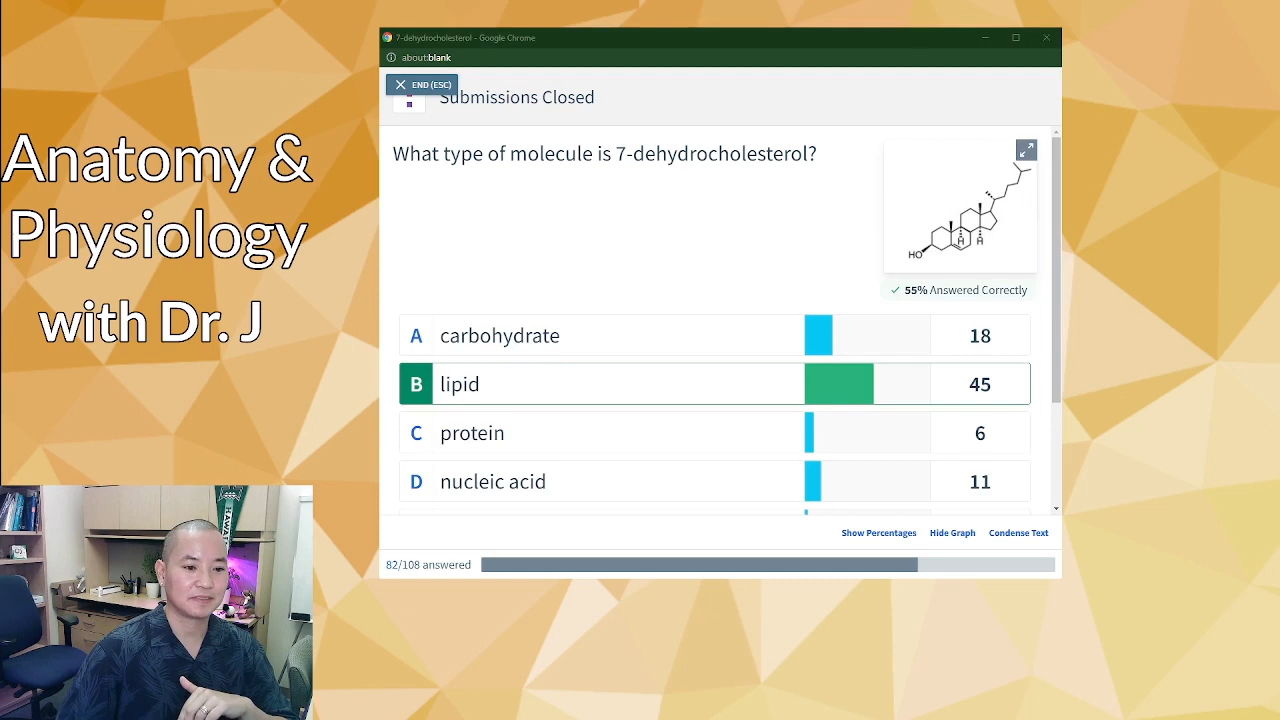 Anatomy &
Physiology
with Dr. J
7-dehydrocholesterol - Google Chrome
about:blank
END (ESC)
Submissions Closed
What type of molecule is 7-dehydrocholesterol?
HO
H
H
H
55% Answered Correctly
A carbohydrate 18
B lipid 45
C protein 6
D nucleic acid 11
Show Percentages Hide Graph Condense Text
82/108 answered
HAWAI